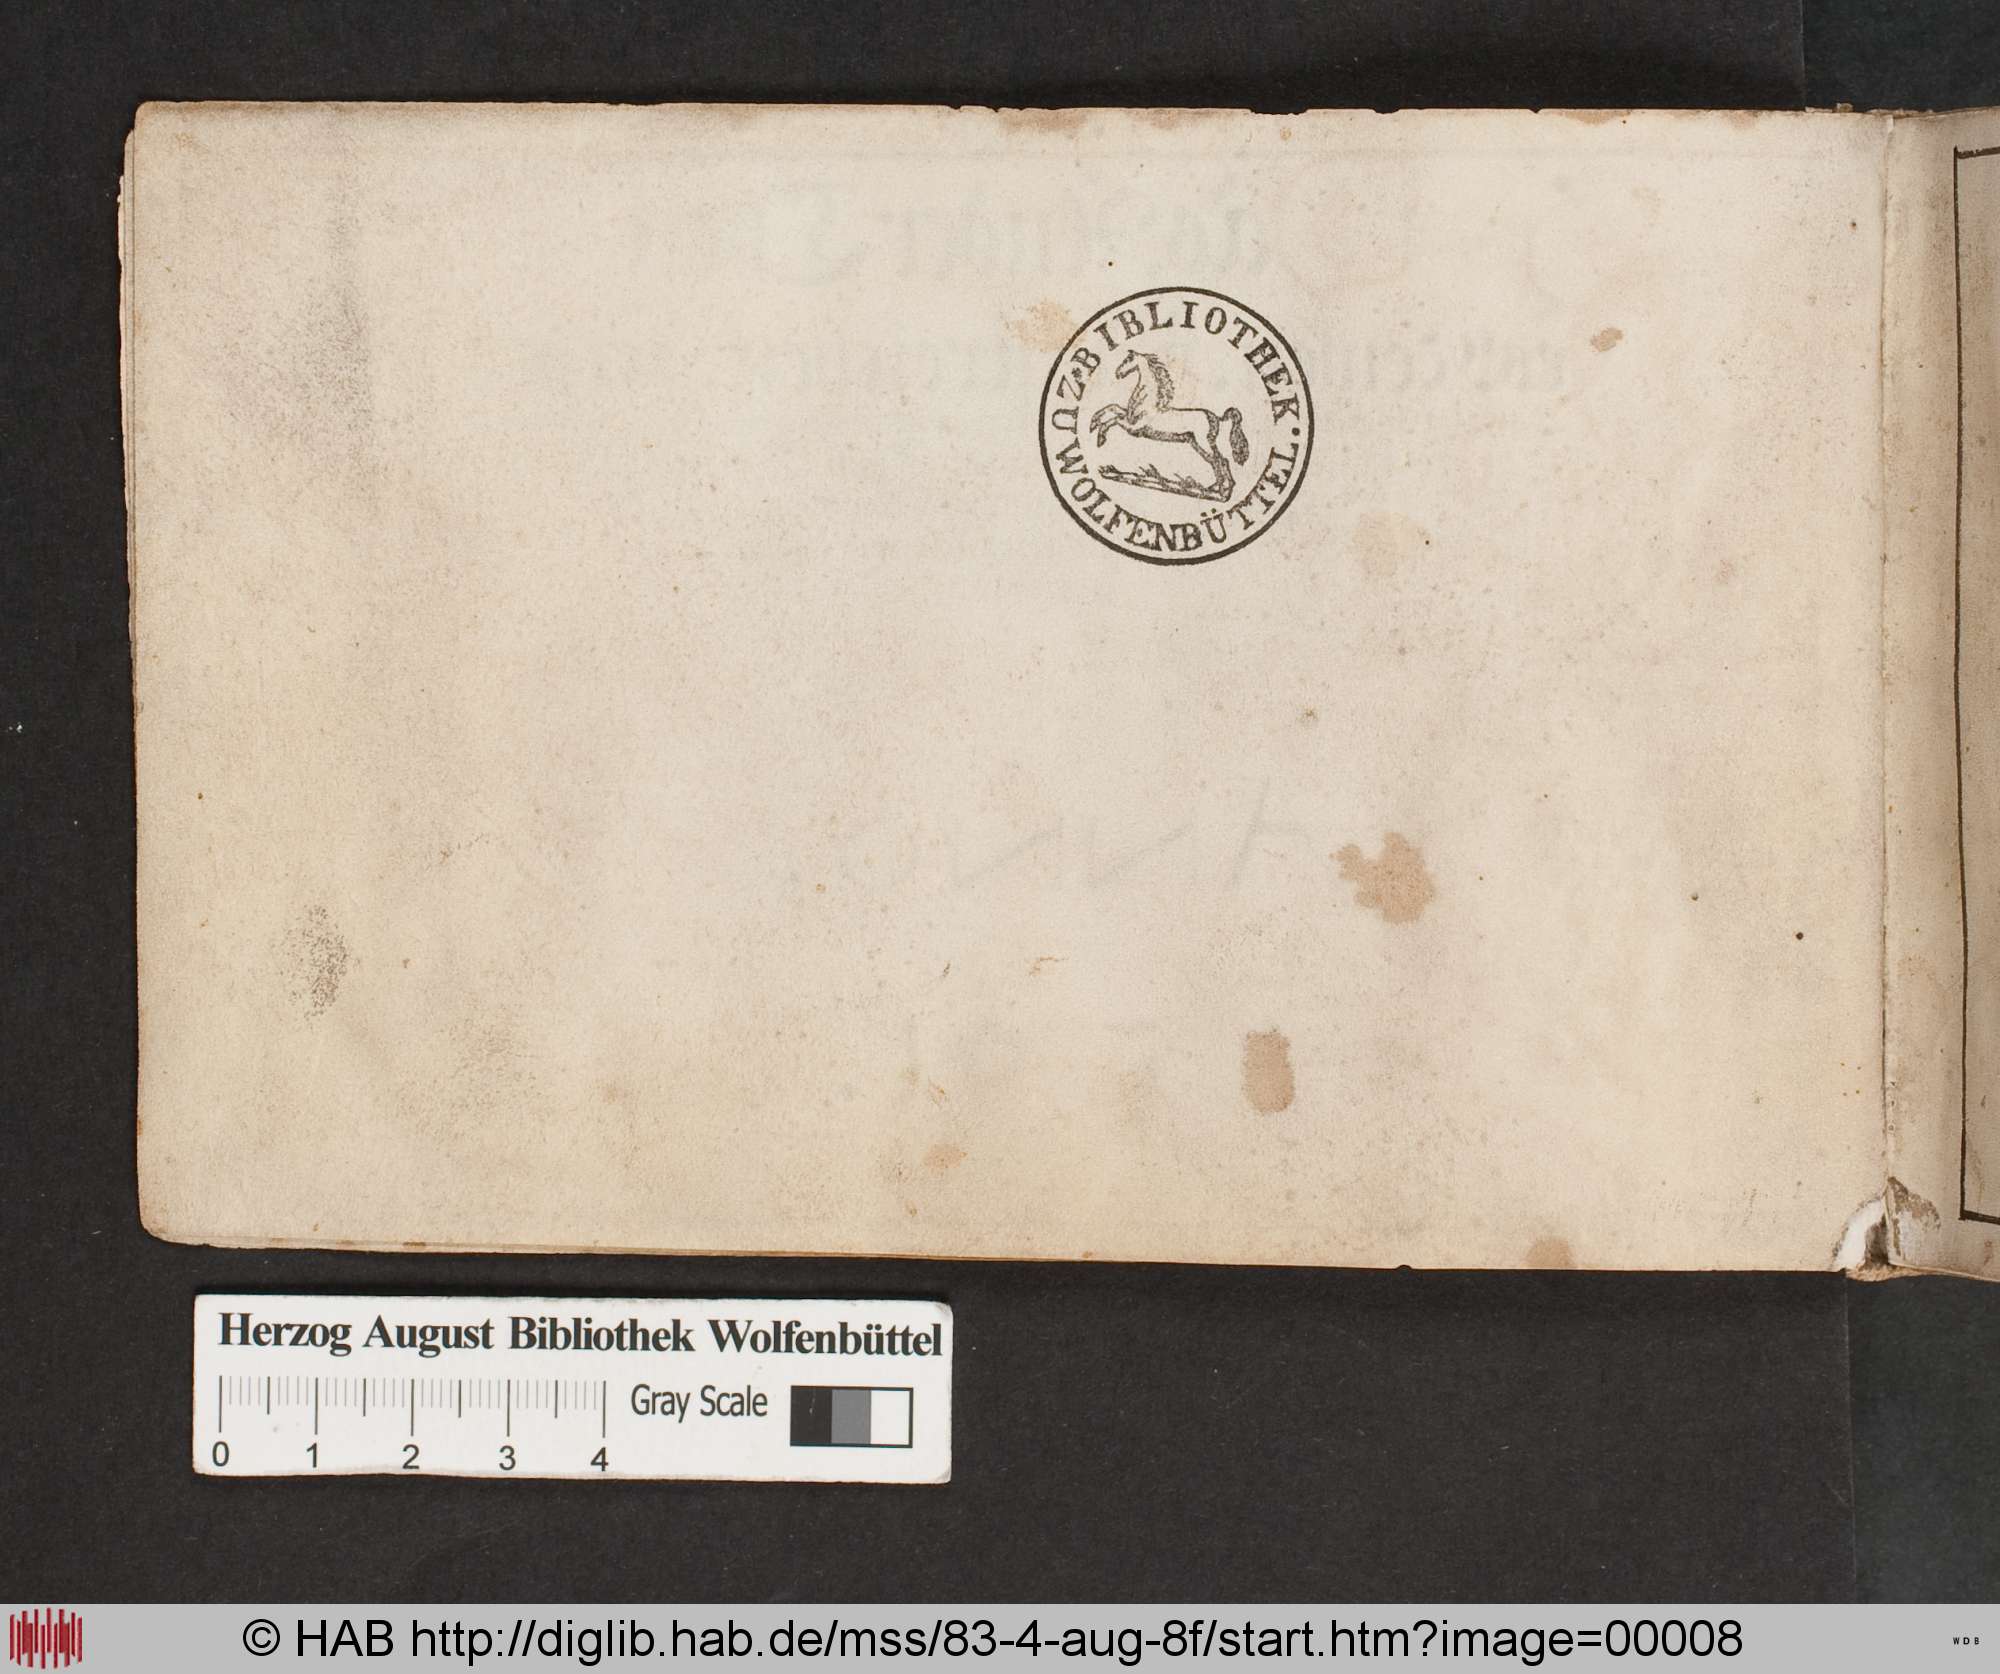 BIBLIOTHEK · WOLFENBÜTTEL ZU · B
Herzog August Bibliothek Wolfenbüttel
Gray Scale
0 1 2 3 4
© HAB http://diglib.hab.de/mss/83-4-aug-8f/start.htm?image=00008
WDB